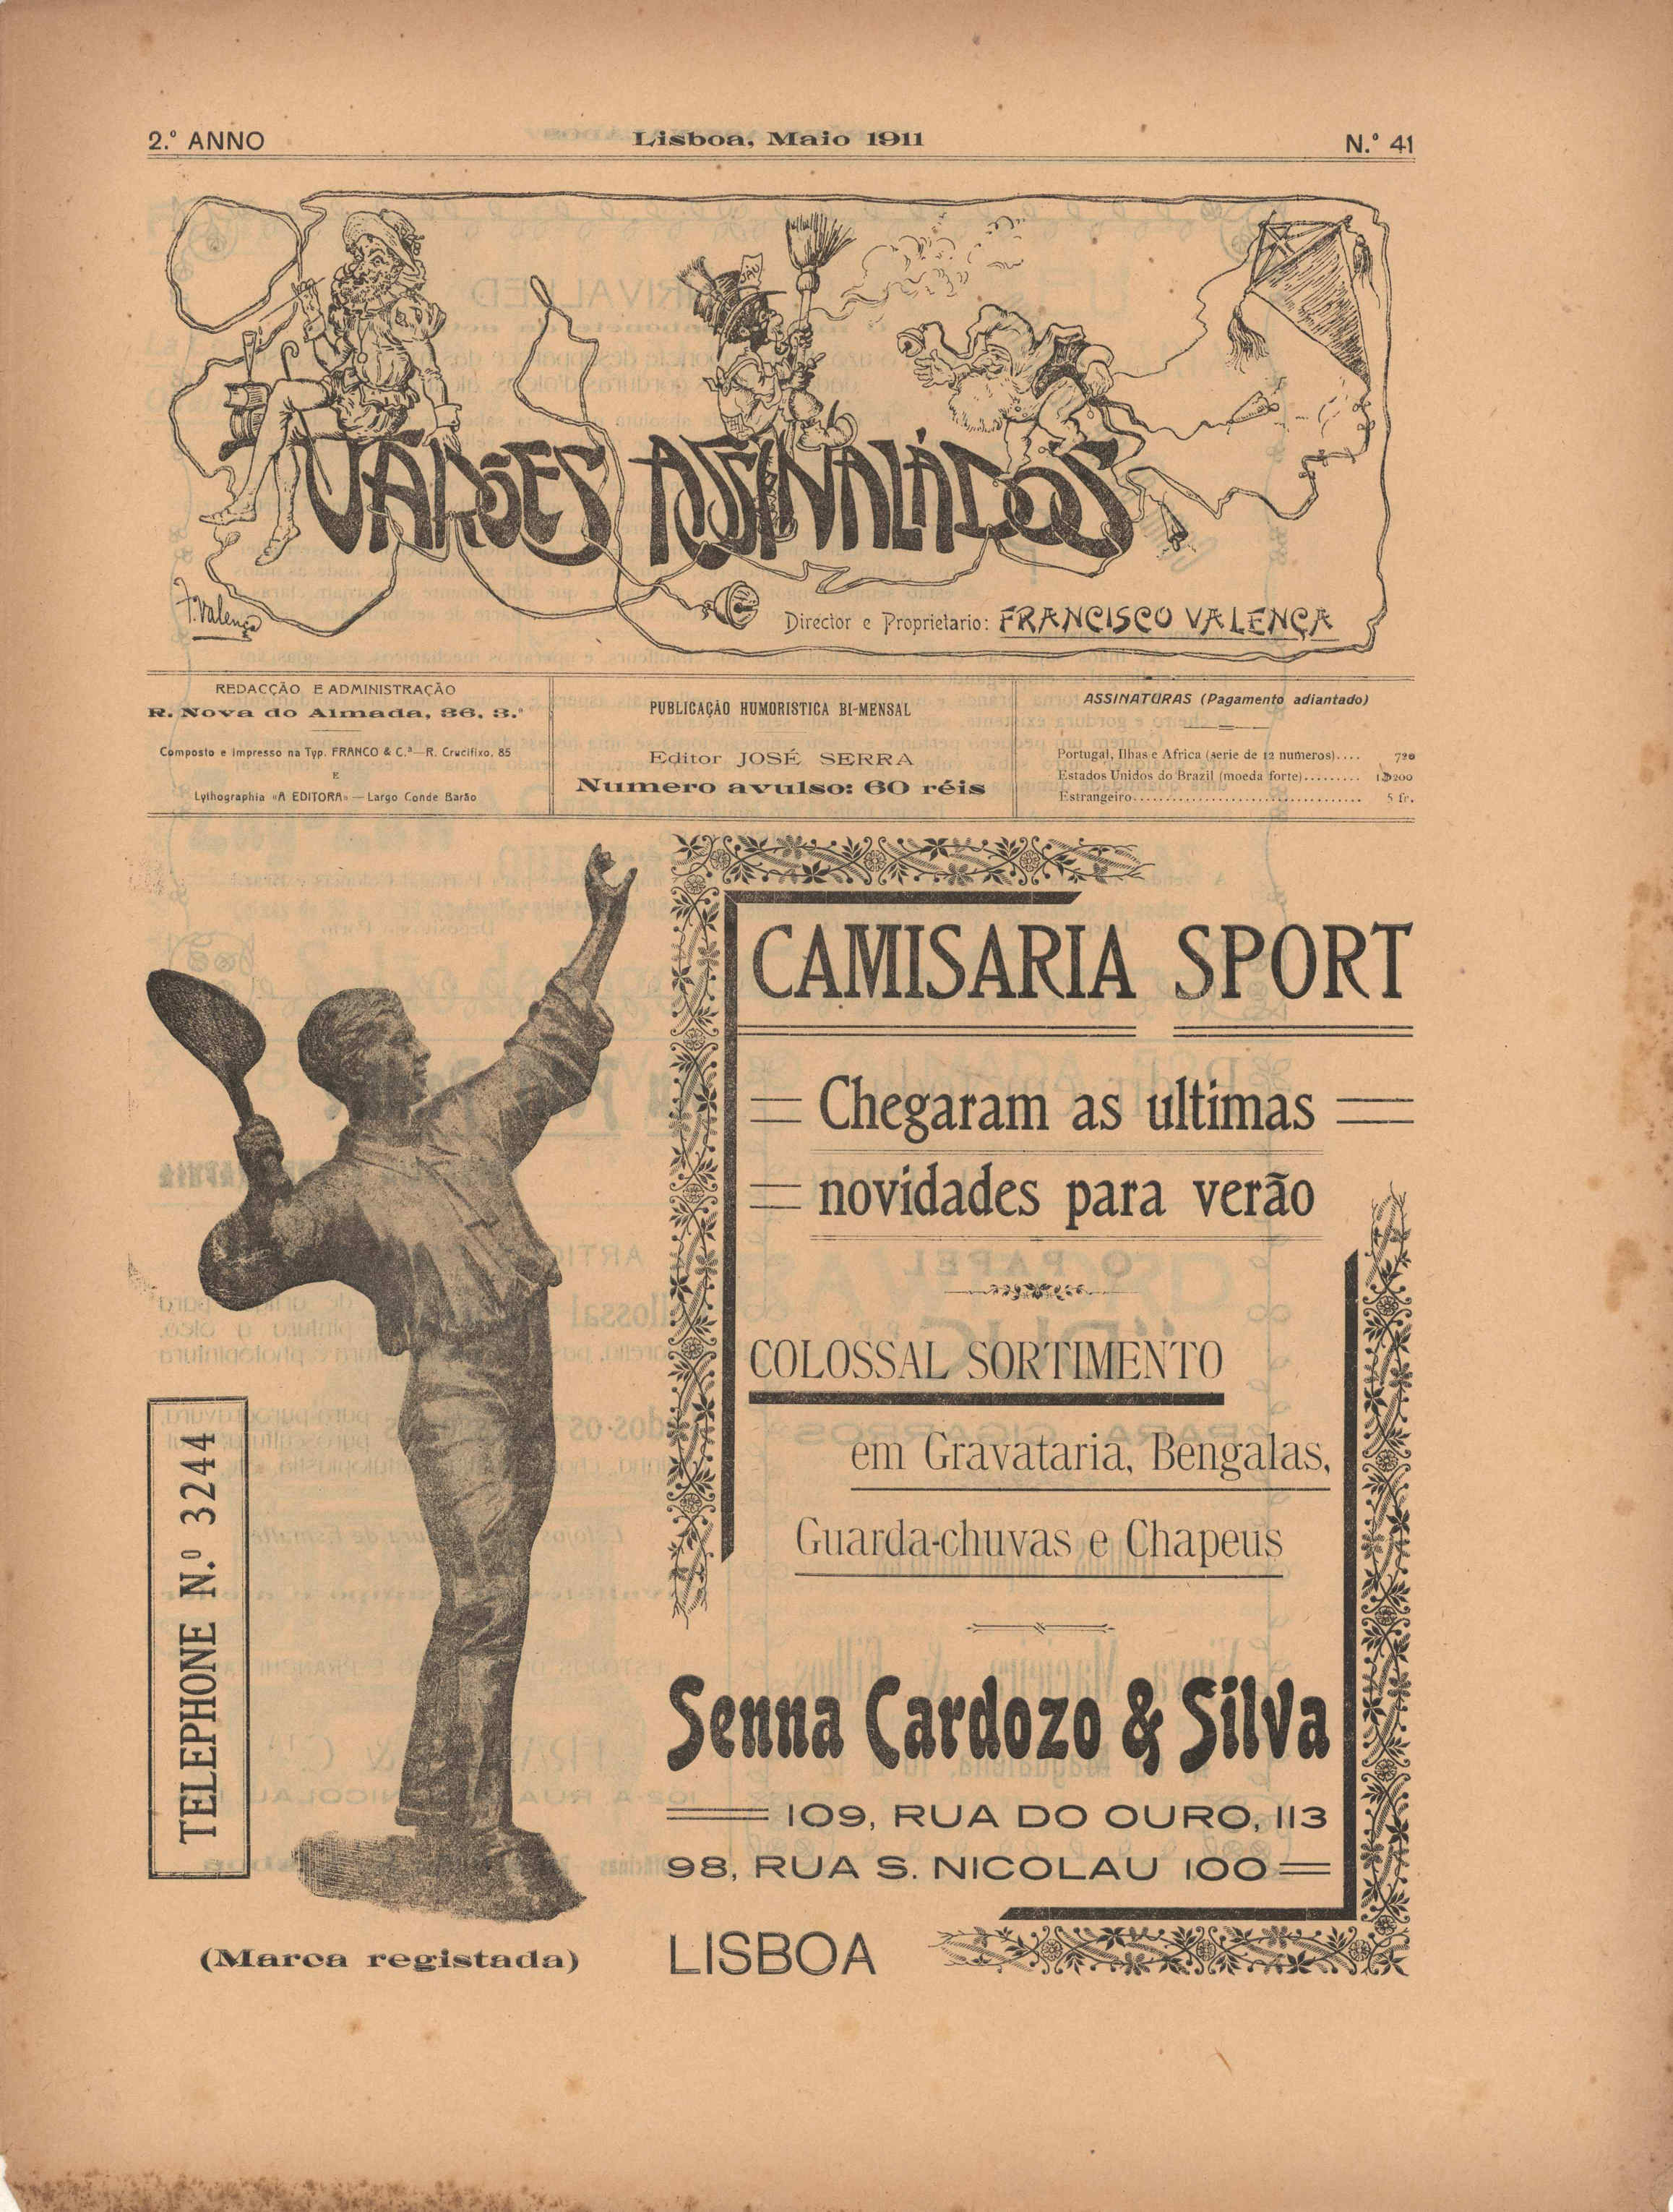 2.º ANNO
Lisboa, Maio 1911
N.º 41
VARÕES ASSINALÁDOS
F. Valença
Director e Proprietario: FRANCISCO VALENÇA
REDACÇÃO E ADMINISTRAÇÃO
R. Nova do Almada, 36, 3.º
Composto e Impresso na Typ. FRANCO & C.ª — R. Crucifixo, 85
E
Lythographia «A EDITORA» — Largo Conde Barão
PUBLICAÇÃO HUMORISTICA BI-MENSAL
Editor JOSÉ SERRA
Numero avulso: 60 réis
ASSINATURAS (Pagamento adiantado)
Portugal, Ilhas e Africa (serie de 12 numeros).... 720
Estados Unidos do Brazil (moeda forte)......... 1$200
Estrangeiro................................... 5 fr.
CAMISARIA SPORT
Chegaram as ultimas
novidades para verão
COLOSSAL SORTIMENTO
em Gravataria, Bengalas,
Guarda-chuvas e Chapeus
TELEPHONE N.º 3244
Senna Cardozo & Silva
109, RUA DO OURO, 113
98, RUA S. NICOLAU 100
LISBOA
(Marca registada)